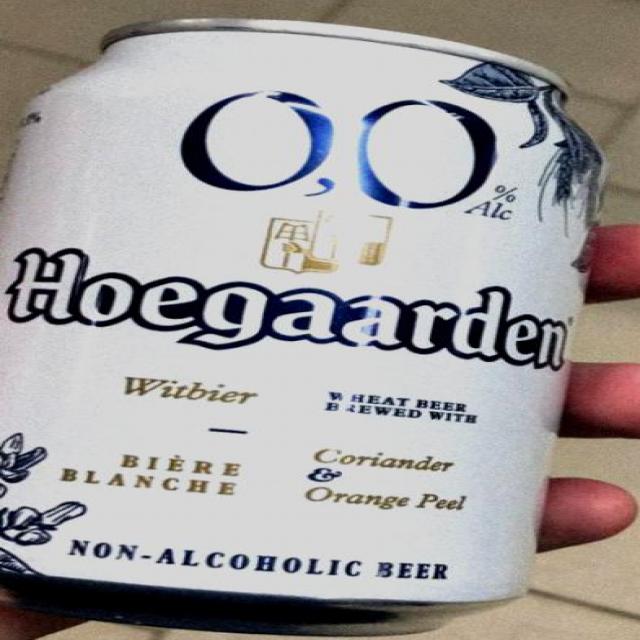 0,0
% Alc
Hoegaarden
Witbier
BIÈRE
BLANCHE
WHEAT BEER
BREWED WITH
Coriander
&
Orange Peel
NON-ALCOHOLIC BEER